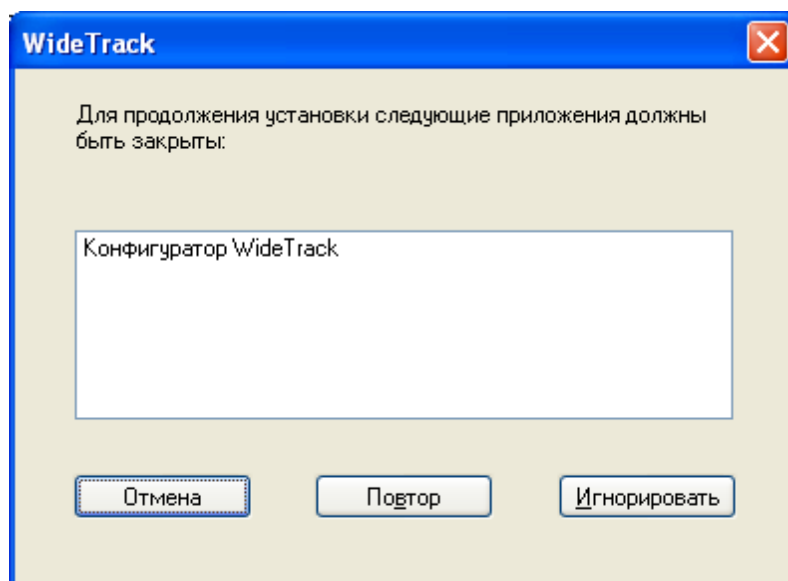 WideTrack
Для продолжения установки следующие приложения должны
быть закрыты:
Конфигуратор WideTrack
Отмена
Повтор
Игнорировать